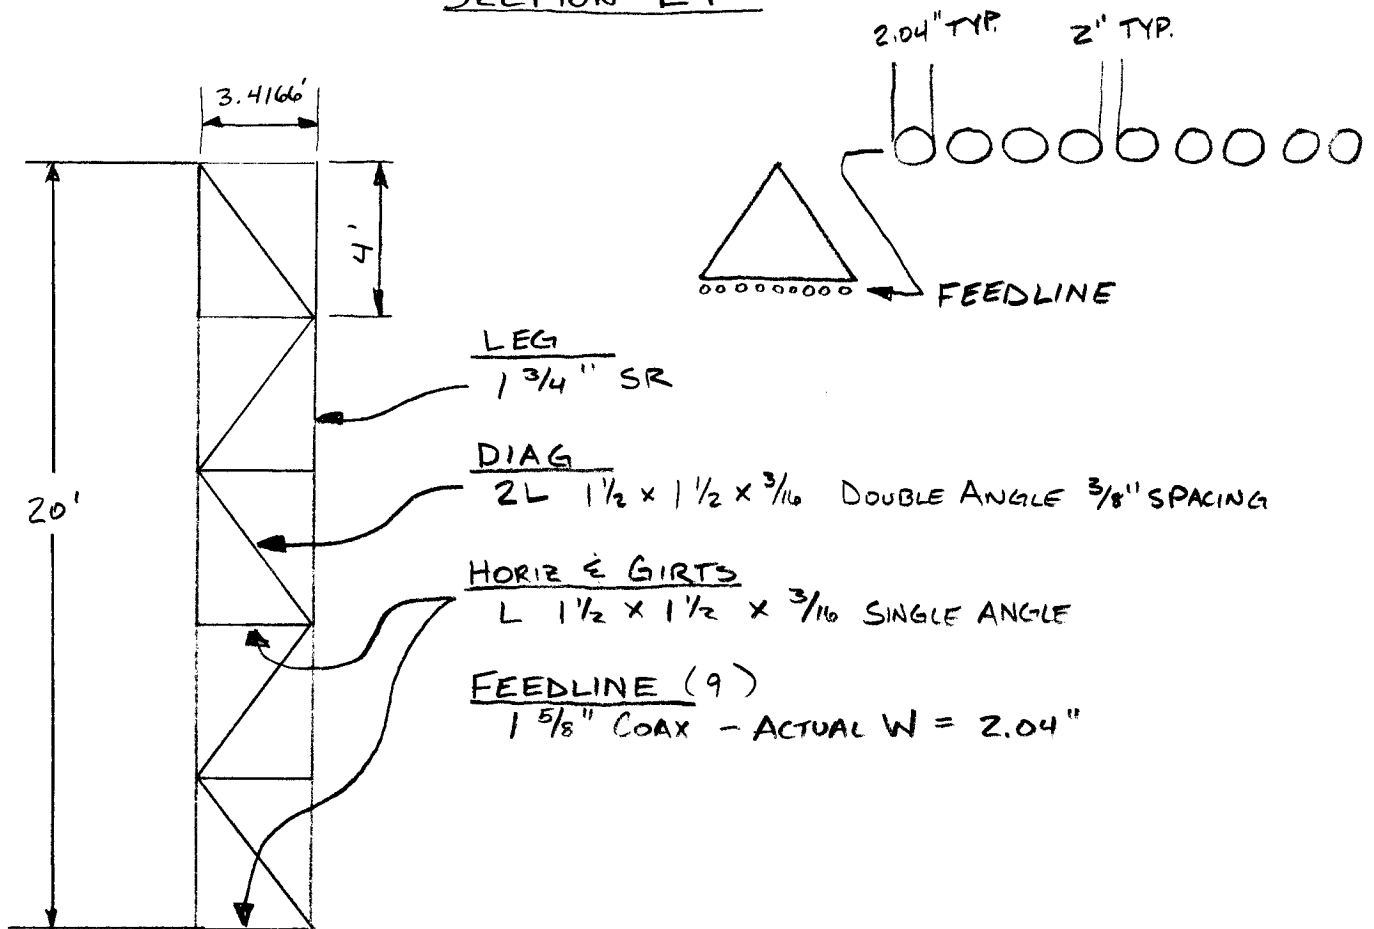 2.04" TYP.
2" TYP.
3.4166'
4'
20'
FEEDLINE
LEG
1 3/4" SR
DIAG
2L 1 1/2 x 1 1/2 x 3/16 DOUBLE ANGLE 3/8" SPACING
HORIZ & GIRTS
L 1 1/2 x 1 1/2 x 3/16 SINGLE ANGLE
FEEDLINE (9)
1 5/8" COAX - ACTUAL W = 2.04"